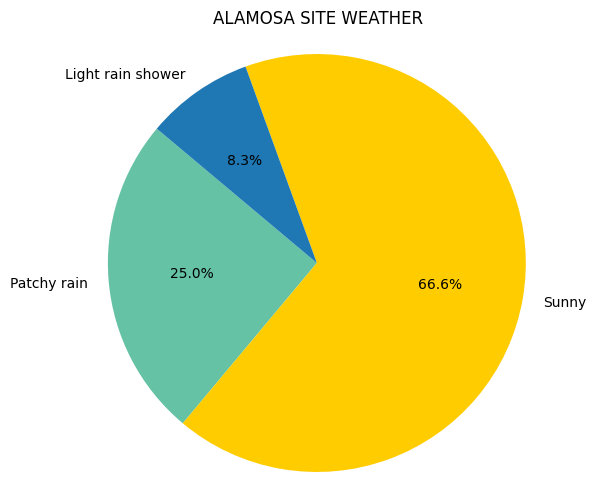 ALAMOSA SITE WEATHER
Light rain shower
8.3%
25.0%
Patchy rain
66.6%
Sunny